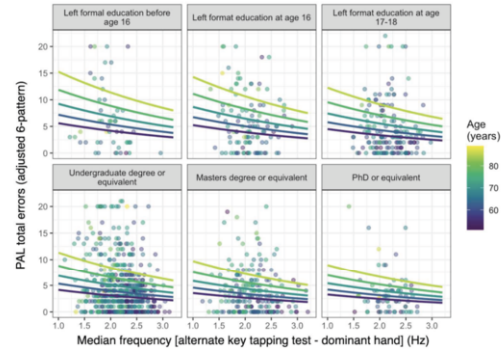 Left formal education before
age 16
Left formal education at age 16
Left formal education at age
17-18
20
15
10
5
0
Undergraduate degree or
equivalent
Masters degree or equivalent
PhD or equivalent
20
15
10
5
0
1.0 1.5 2.0 2.5 3.0
1.0 1.5 2.0 2.5 3.0
1.0 1.5 2.0 2.5 3.0
PAL total errors (adjusted 6-pattern)
Median frequency [alternate key tapping test - dominant hand] (Hz)
Age
(years)
80
70
60